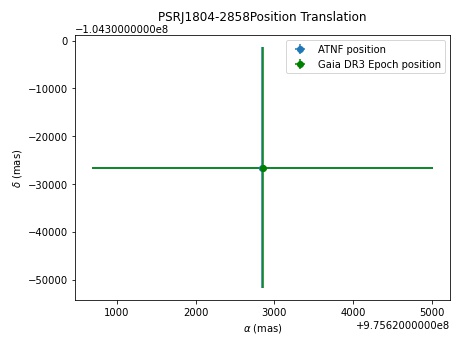 PSRJ1804-2858Position Translation
−1.0430000000e8
0
−10000
−20000
−30000
−40000
−50000
δ (mas)
ATNF position
Gaia DR3 Epoch position
1000
2000
3000
4000
5000
+9.7562000000e8
α (mas)